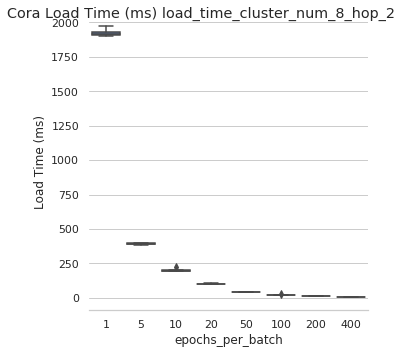 Cora Load Time (ms) load_time_cluster_num_8_hop_2
2000
1750
1500
1250
1000
750
500
250
0
Load Time (ms)
1 5 10 20 50 100 200 400
epochs_per_batch